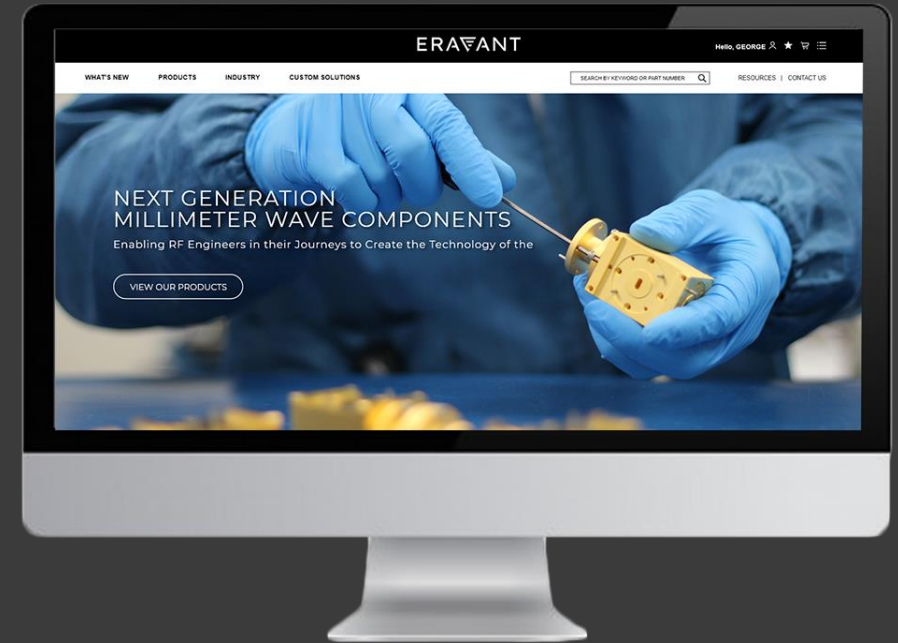 ERAVANT
Hello, GEORGE
WHAT'S NEW PRODUCTS INDUSTRY CUSTOM SOLUTIONS
SEARCH BY KEYWORD OR PART NUMBER
RESOURCES | CONTACT US
NEXT GENERATION
MILLIMETER WAVE COMPONENTS
Enabling RF Engineers in their Journeys to Create the Technology of the
VIEW OUR PRODUCTS